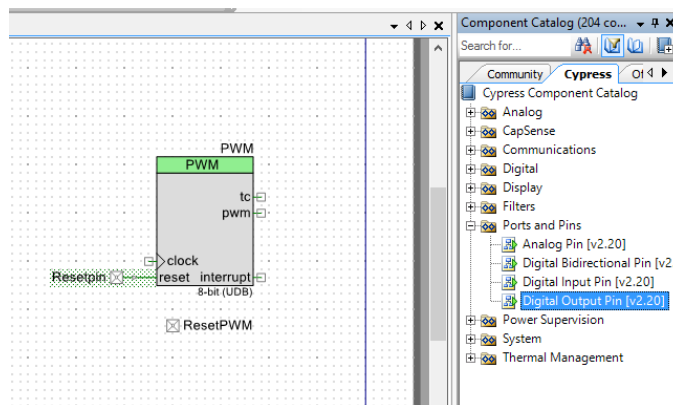 Component Catalog (204 co...
Search for...
Community
Cypress
Of
Cypress Component Catalog
Analog
CapSense
Communications
Digital
Display
Filters
Ports and Pins
Analog Pin [v2.20]
Digital Bidirectional Pin [v2.
Digital Input Pin [v2.20]
Digital Output Pin [v2.20]
Power Supervision
System
Thermal Management
PWM
PWM
tc
pwm
clock
Resetpin
reset interrupt
8-bit (UDB)
ResetPWM